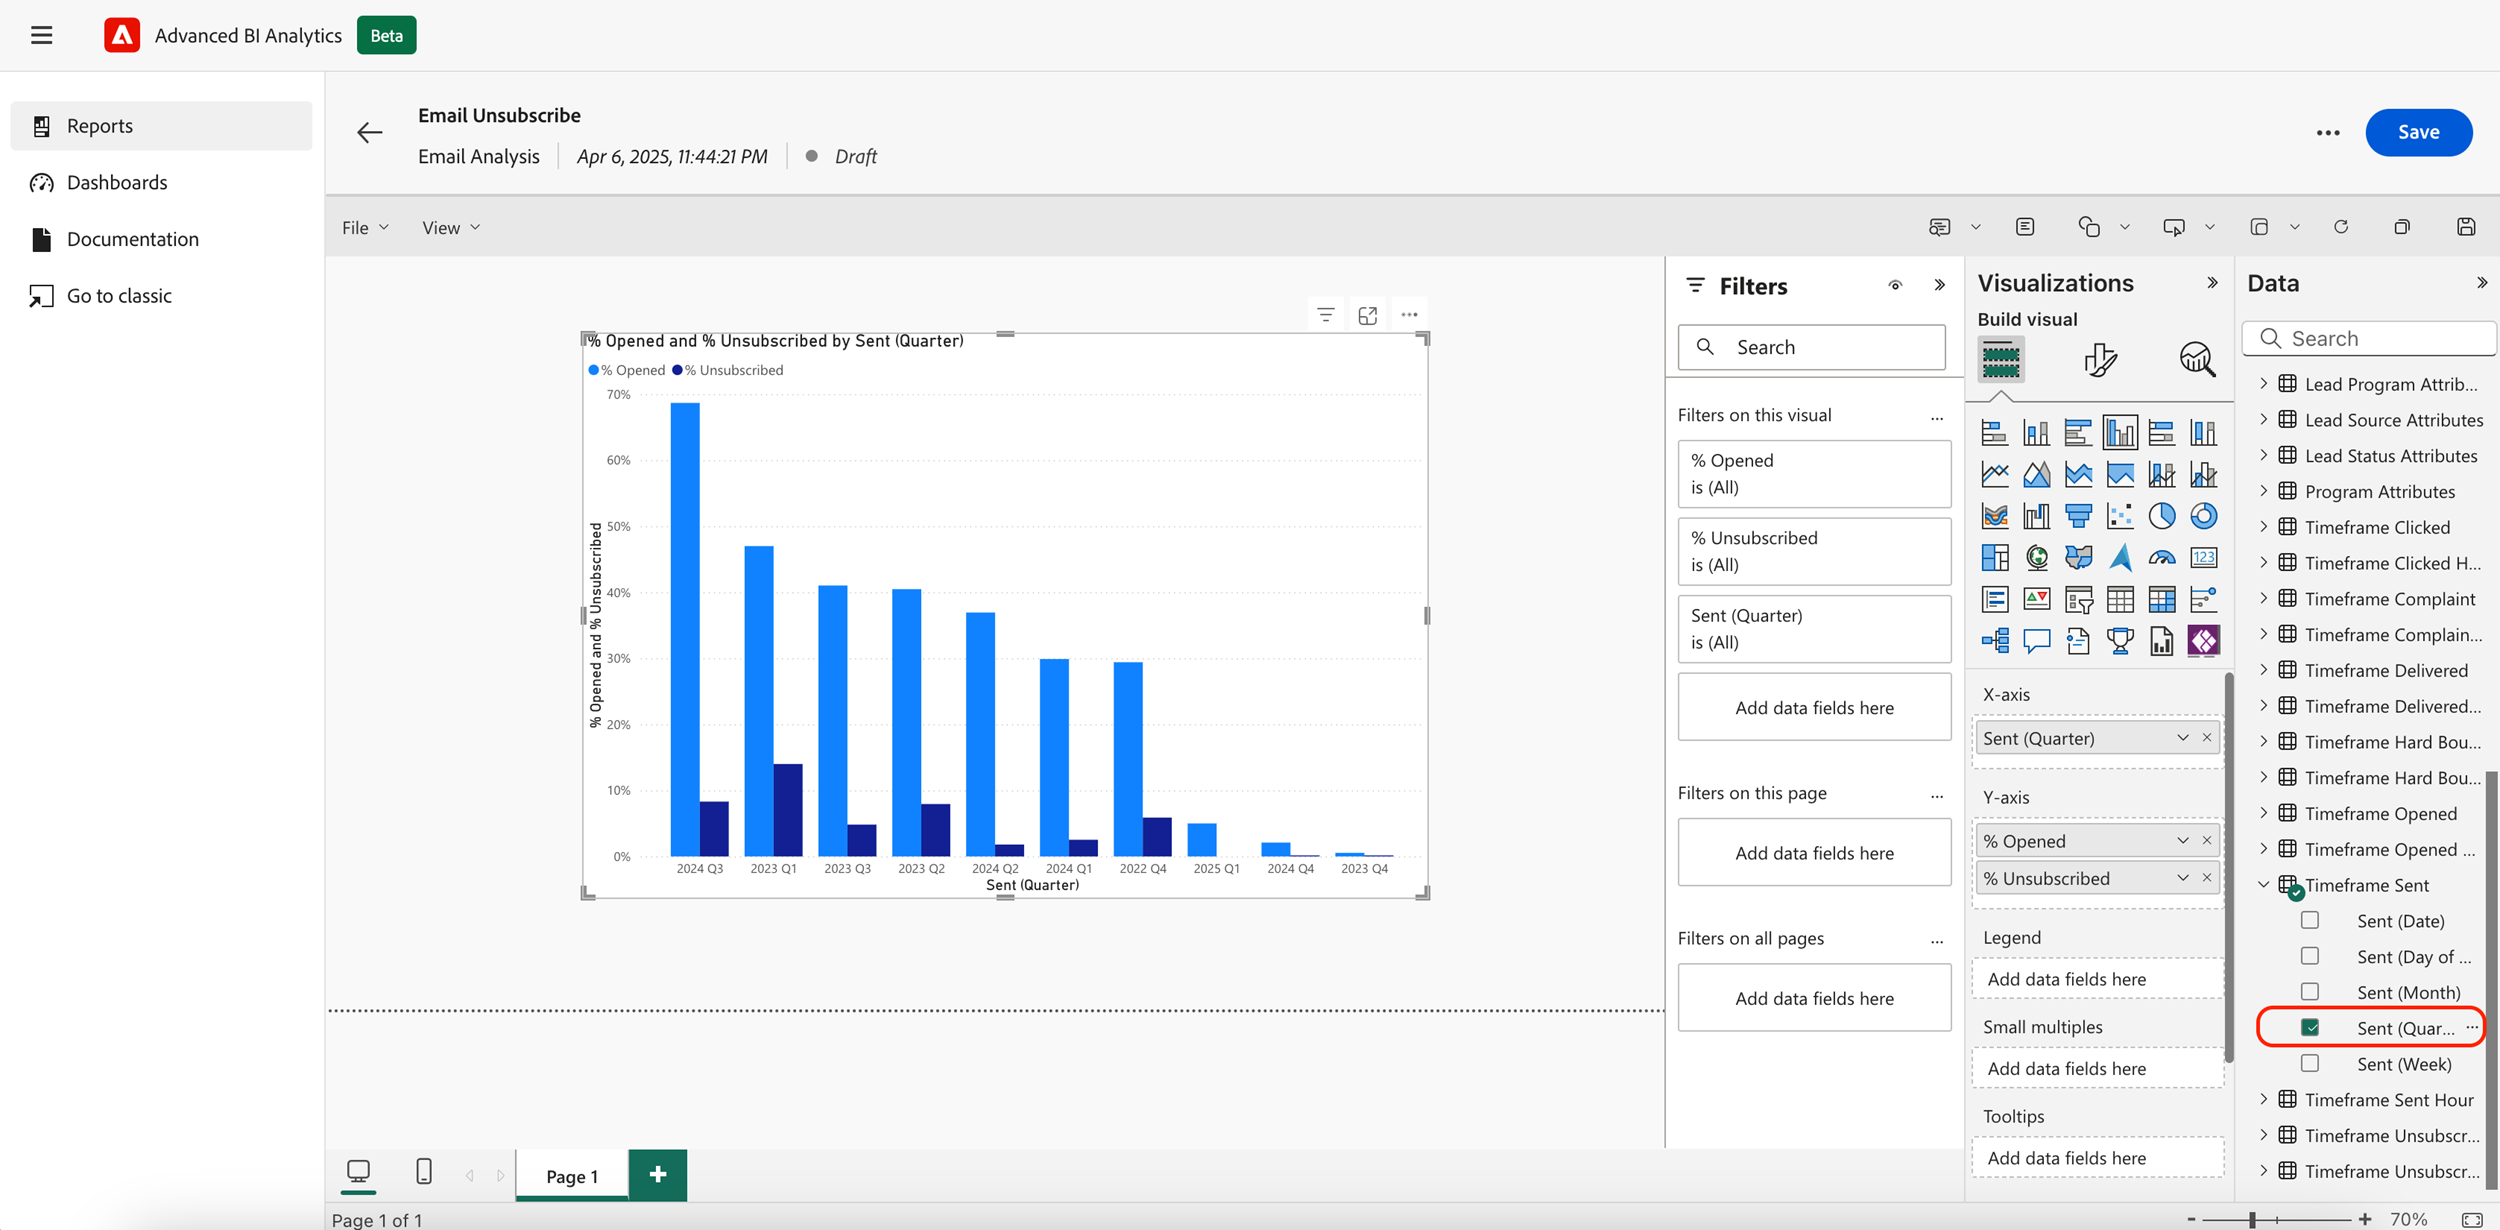 Advanced BI Analytics
Beta
Reports
Dashboards
Documentation
Go to classic
Email Unsubscribe
Email Analysis
Apr 6, 2025, 11:44:21 PM
Draft
Save
File
View
% Opened and % Unsubscribed by Sent (Quarter)
% Opened
% Unsubscribed
% Opened and % Unsubscribed
70%
60%
50%
40%
30%
20%
10%
0%
2024 Q3
2023 Q1
2023 Q3
2023 Q2
2024 Q2
2024 Q1
2022 Q4
2025 Q1
2024 Q4
2023 Q4
Sent (Quarter)
Page 1
+
Page 1 of 1
Filters
Search
Filters on this visual
...
% Opened
is (All)
% Unsubscribed
is (All)
Sent (Quarter)
is (All)
Add data fields here
Filters on this page
...
Add data fields here
Filters on all pages
...
Add data fields here
Visualizations
Build visual
123
X-axis
Sent (Quarter)
Y-axis
% Opened
% Unsubscribed
Legend
Add data fields here
Small multiples
Add data fields here
Tooltips
Add data fields here
Data
Search
Lead Program Attrib...
Lead Source Attributes
Lead Status Attributes
Program Attributes
Timeframe Clicked
Timeframe Clicked H...
Timeframe Complaint
Timeframe Complain...
Timeframe Delivered
Timeframe Delivered...
Timeframe Hard Bou...
Timeframe Hard Bou...
Timeframe Opened
Timeframe Opened ...
Timeframe Sent
Sent (Date)
Sent (Day of ...
Sent (Month)
Sent (Quar... ...
Sent (Week)
Timeframe Sent Hour
Timeframe Unsubscr...
Timeframe Unsubscr...
- + 70%